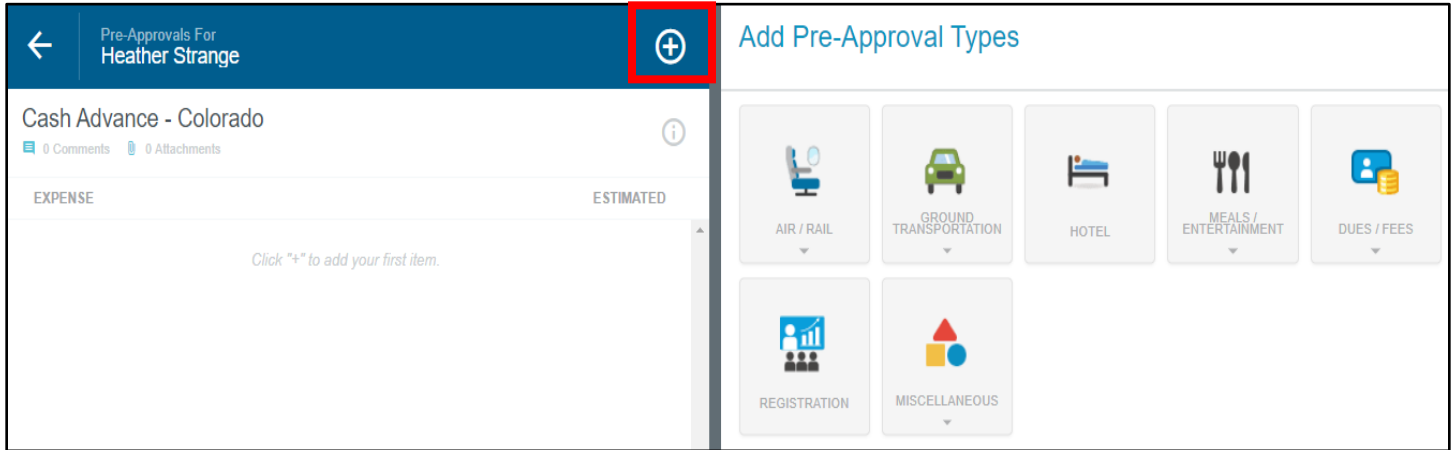 Pre-Approvals For
Heather Strange
Cash Advance - Colorado
0 Comments 0 Attachments
EXPENSE ESTIMATED
Click "+" to add your first item.
Add Pre-Approval Types
AIR / RAIL
GROUND
TRANSPORTATION
HOTEL
MEALS /
ENTERTAINMENT
DUES / FEES
REGISTRATION
MISCELLANEOUS